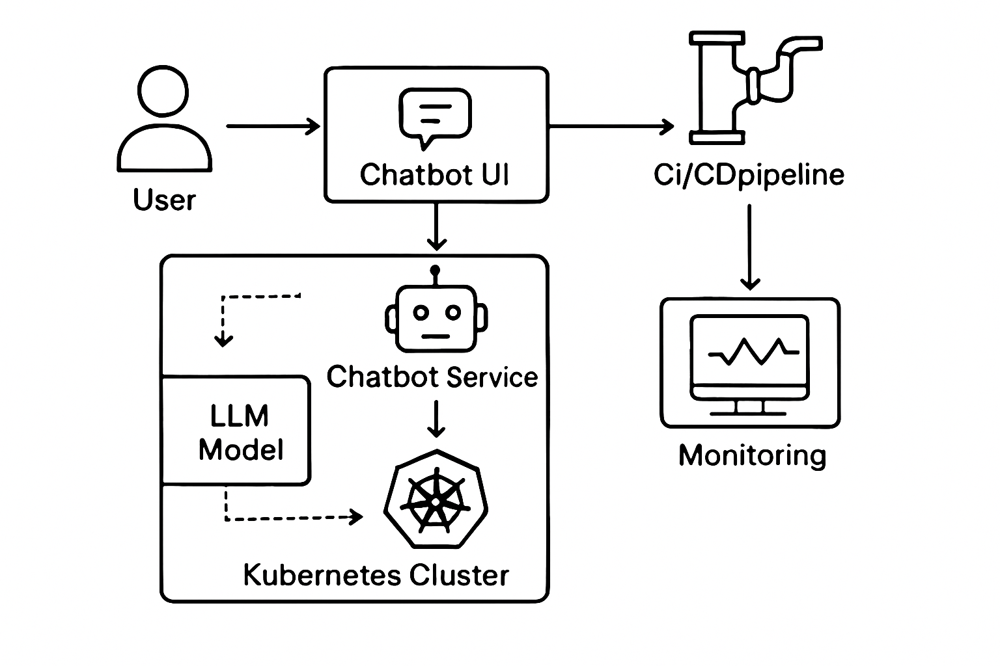 User
Chatbot UI
Ci/CDpipeline
Chatbot Service
LLM
Model
Monitoring
Kubernetes Cluster